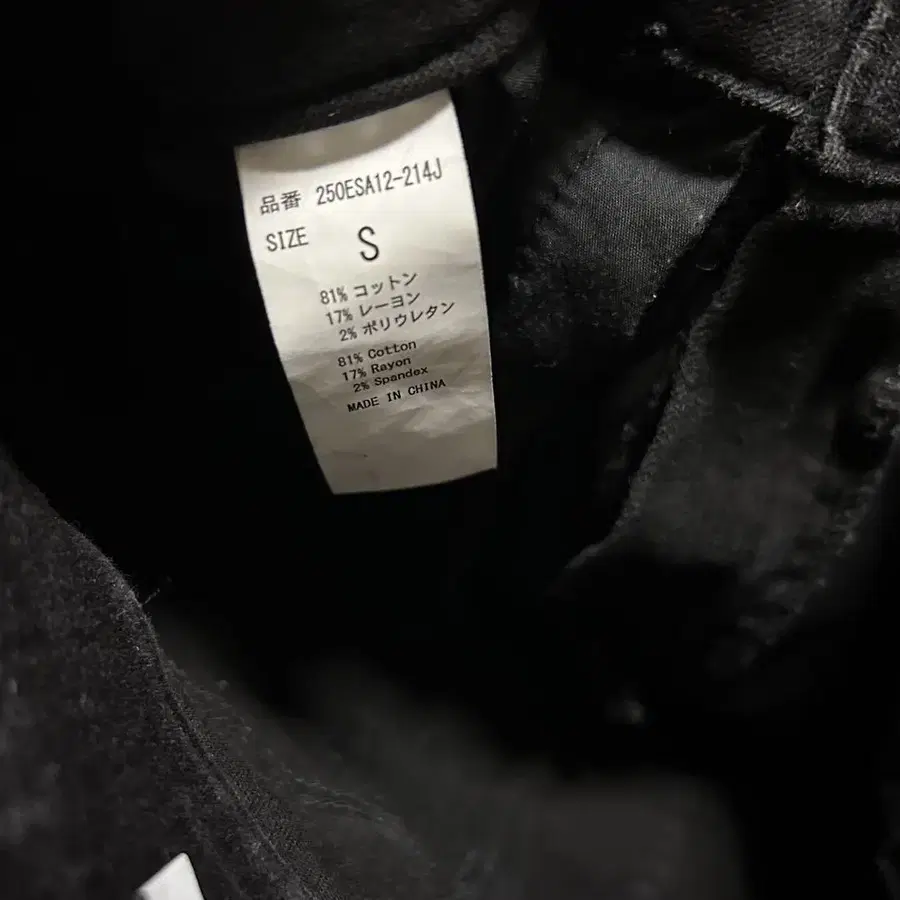 品番 250ESA12-214J
SIZE S
81% コットン
17% レーヨン
2% ポリウレタン
81% Cotton
17% Rayon
2% Spandex
MADE IN CHINA